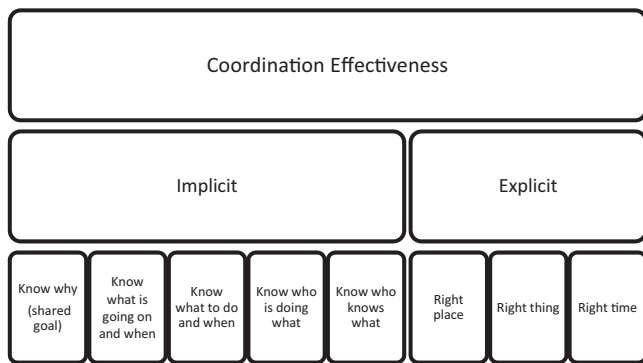 Coordination Effectiveness
Implicit
Explicit
Know why
(shared
goal)
Know
what is
going on
and when
Know
what to do
and when
Know who
is doing
what
Know who
knows
what
Right
place
Right thing
Right time